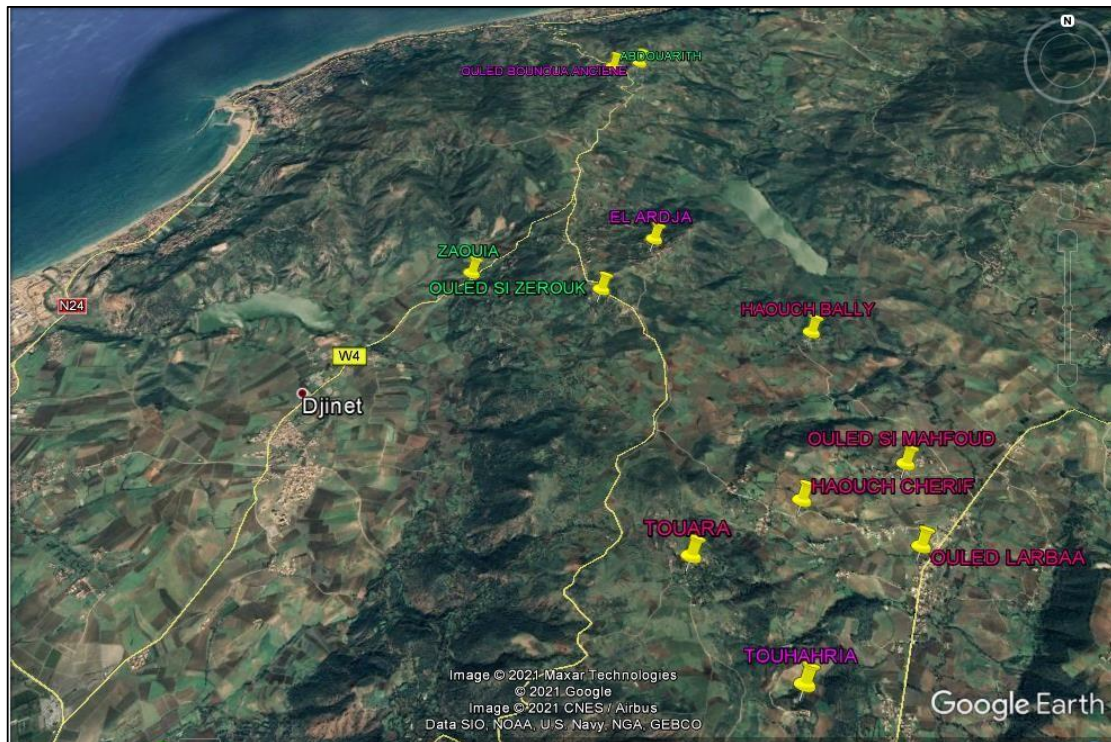 N
ABDOUARITH
OULED BOUNOUA ANCIENE
EL ARDJA
ZAOUIA
OULED SI ZEROUK
N24
HAOUCH BALLY
W4
Djinet
OULED SI MAHFOUD
HAOUCH CHERIF
TOUARA
OULED LARBAA
TOUHAHRIA
Image © 2021 Maxar Technologies
© 2021 Google
Image © 2021 CNES / Airbus
Data SIO, NOAA, U.S. Navy, NGA, GEBCO
Google Earth